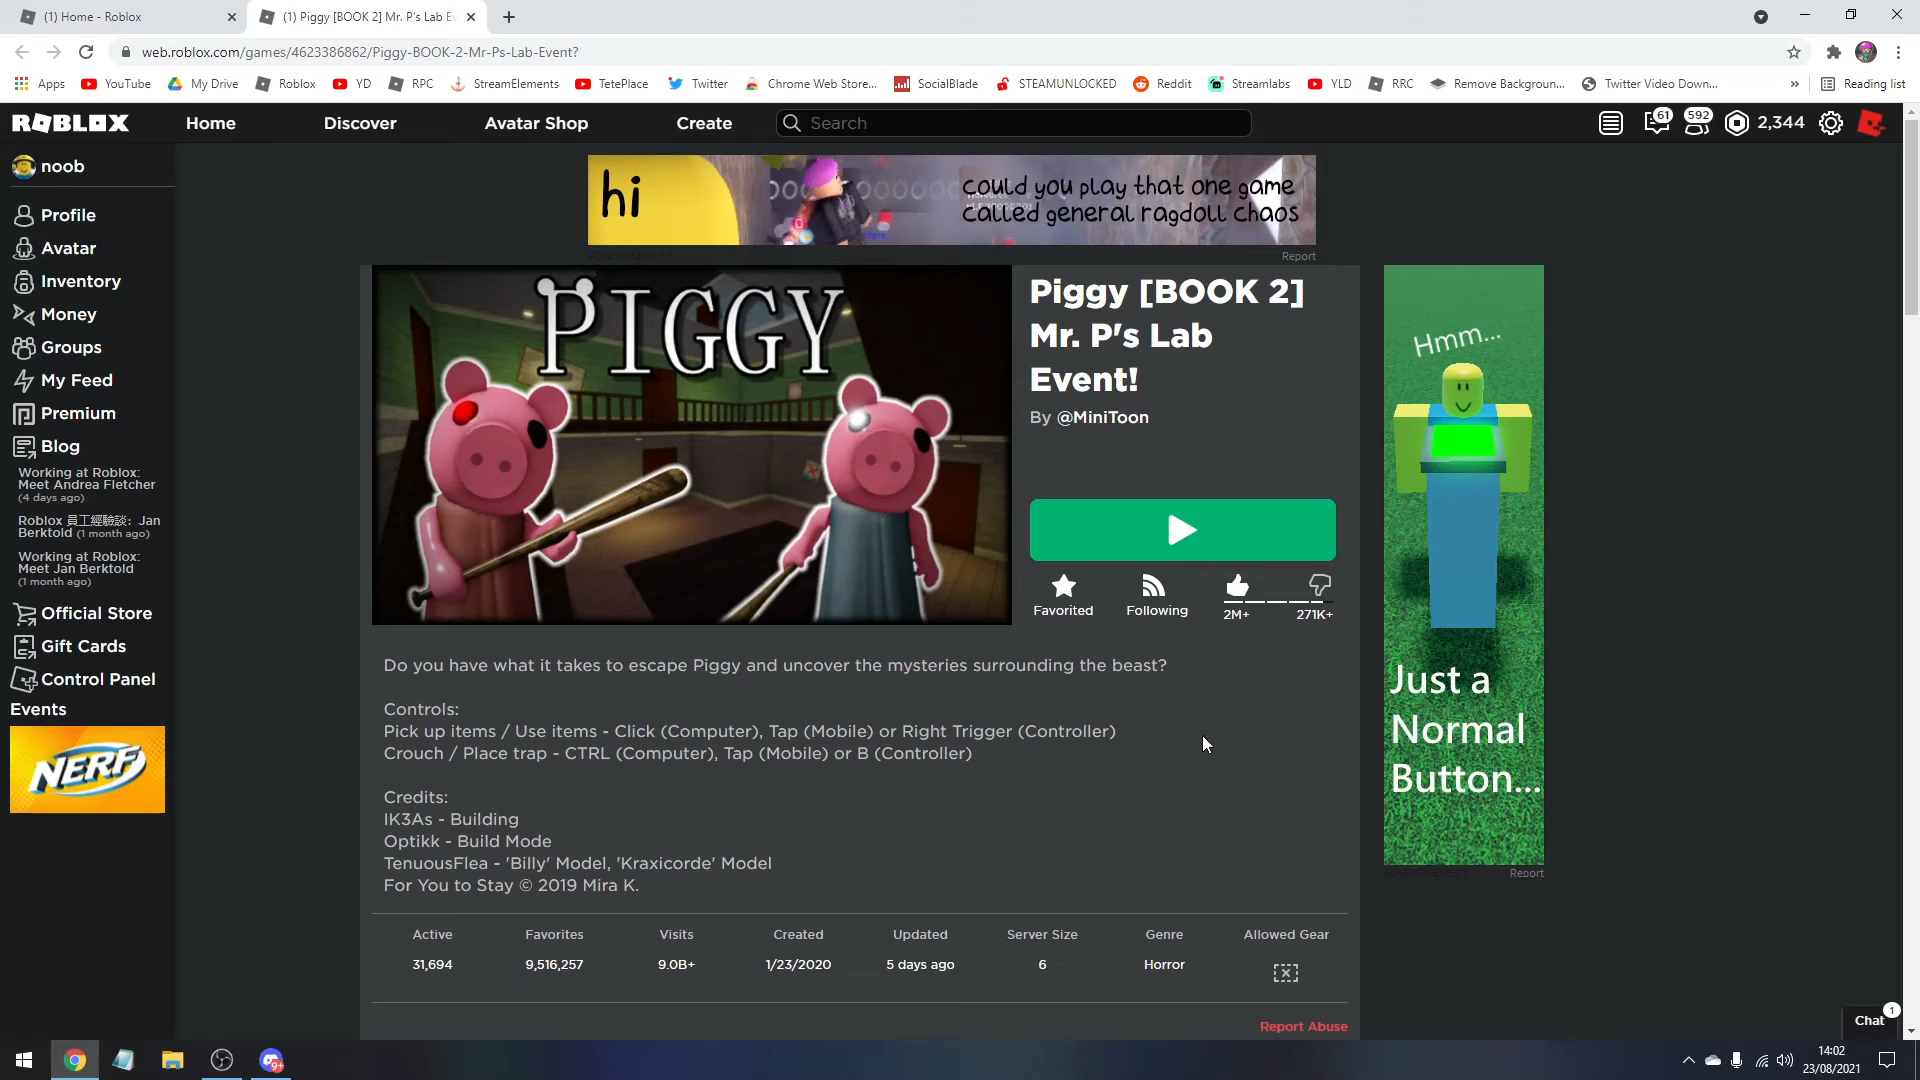 (1) Home - Roblox
(1) Piggy [BOOK 2] Mr. P's Lab Ev
web.roblox.com/games/4623386862/Piggy-BOOK-2-Mr-Ps-Lab-Event?
Apps YouTube My Drive Roblox YD RPC StreamElements TetePlace Twitter Chrome Web Store... SocialBlade STEAMUNLOCKED Reddit Streamlabs YLD RRC Remove Backgroun... Twitter Video Down... » Reading list
ROBLOX Home Discover Avatar Shop Create Search 61 592 2,344
noob
Profile
Avatar
Inventory
Money
Groups
My Feed
Premium
Blog
Working at Roblox:
Meet Andrea Fletcher
(4 days ago)
Roblox 員工經驗談: Jan
Berktold (1 month ago)
Working at Roblox:
Meet Jan Berktold
(1 month ago)
Official Store
Gift Cards
Control Panel
Events
NERF
hi
could you play that one game
called general ragdoll chaos
ADVERTISEMENT
Report
PIGGY
Piggy [BOOK 2]
Mr. P's Lab
Event!
By @MiniToon
Favorited Following 2M+ 271K+
Do you have what it takes to escape Piggy and uncover the mysteries surrounding the beast?
Controls:
Pick up items / Use items - Click (Computer), Tap (Mobile) or Right Trigger (Controller)
Crouch / Place trap - CTRL (Computer), Tap (Mobile) or B (Controller)
Credits:
IK3As - Building
Optikk - Build Mode
TenuousFlea - 'Billy' Model, 'Kraxicorde' Model
For You to Stay © 2019 Mira K.
Active Favorites Visits Created Updated Server Size Genre Allowed Gear
31,694 9,516,257 9.0B+ 1/23/2020 5 days ago 6 Horror
Report Abuse
Hmm...
Just a
Normal
Button...
ADVERTISEMENT
Report
Chat 1
9+
14:02
23/08/2021